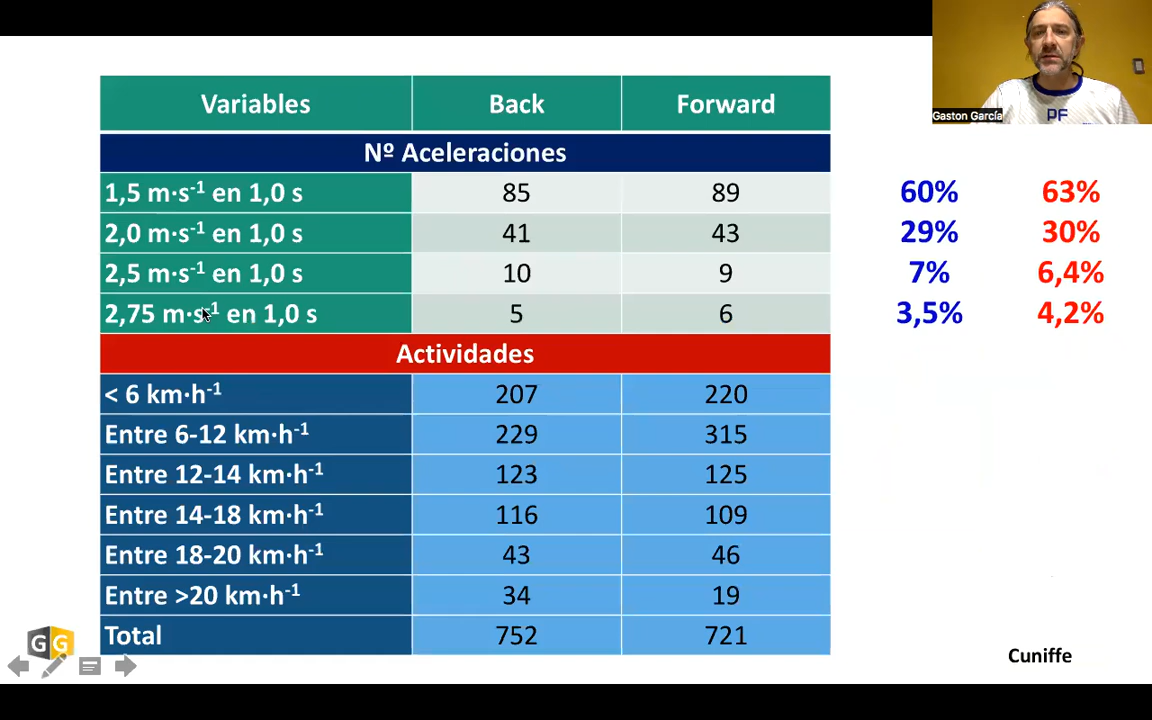 Variables Back Forward
Nº Aceleraciones
1,5 m·s-1 en 1,0 s 85 89 60% 63%
2,0 m·s-1 en 1,0 s 41 43 29% 30%
2,5 m·s-1 en 1,0 s 10 9 7% 6,4%
2,75 m·s-1 en 1,0 s 5 6 3,5% 4,2%
Actividades
< 6 km·h-1 207 220
Entre 6-12 km·h-1 229 315
Entre 12-14 km·h-1 123 125
Entre 14-18 km·h-1 116 109
Entre 18-20 km·h-1 43 46
Entre >20 km·h-1 34 19
Total 752 721
Cuniffe
Gaston García
PF
GG